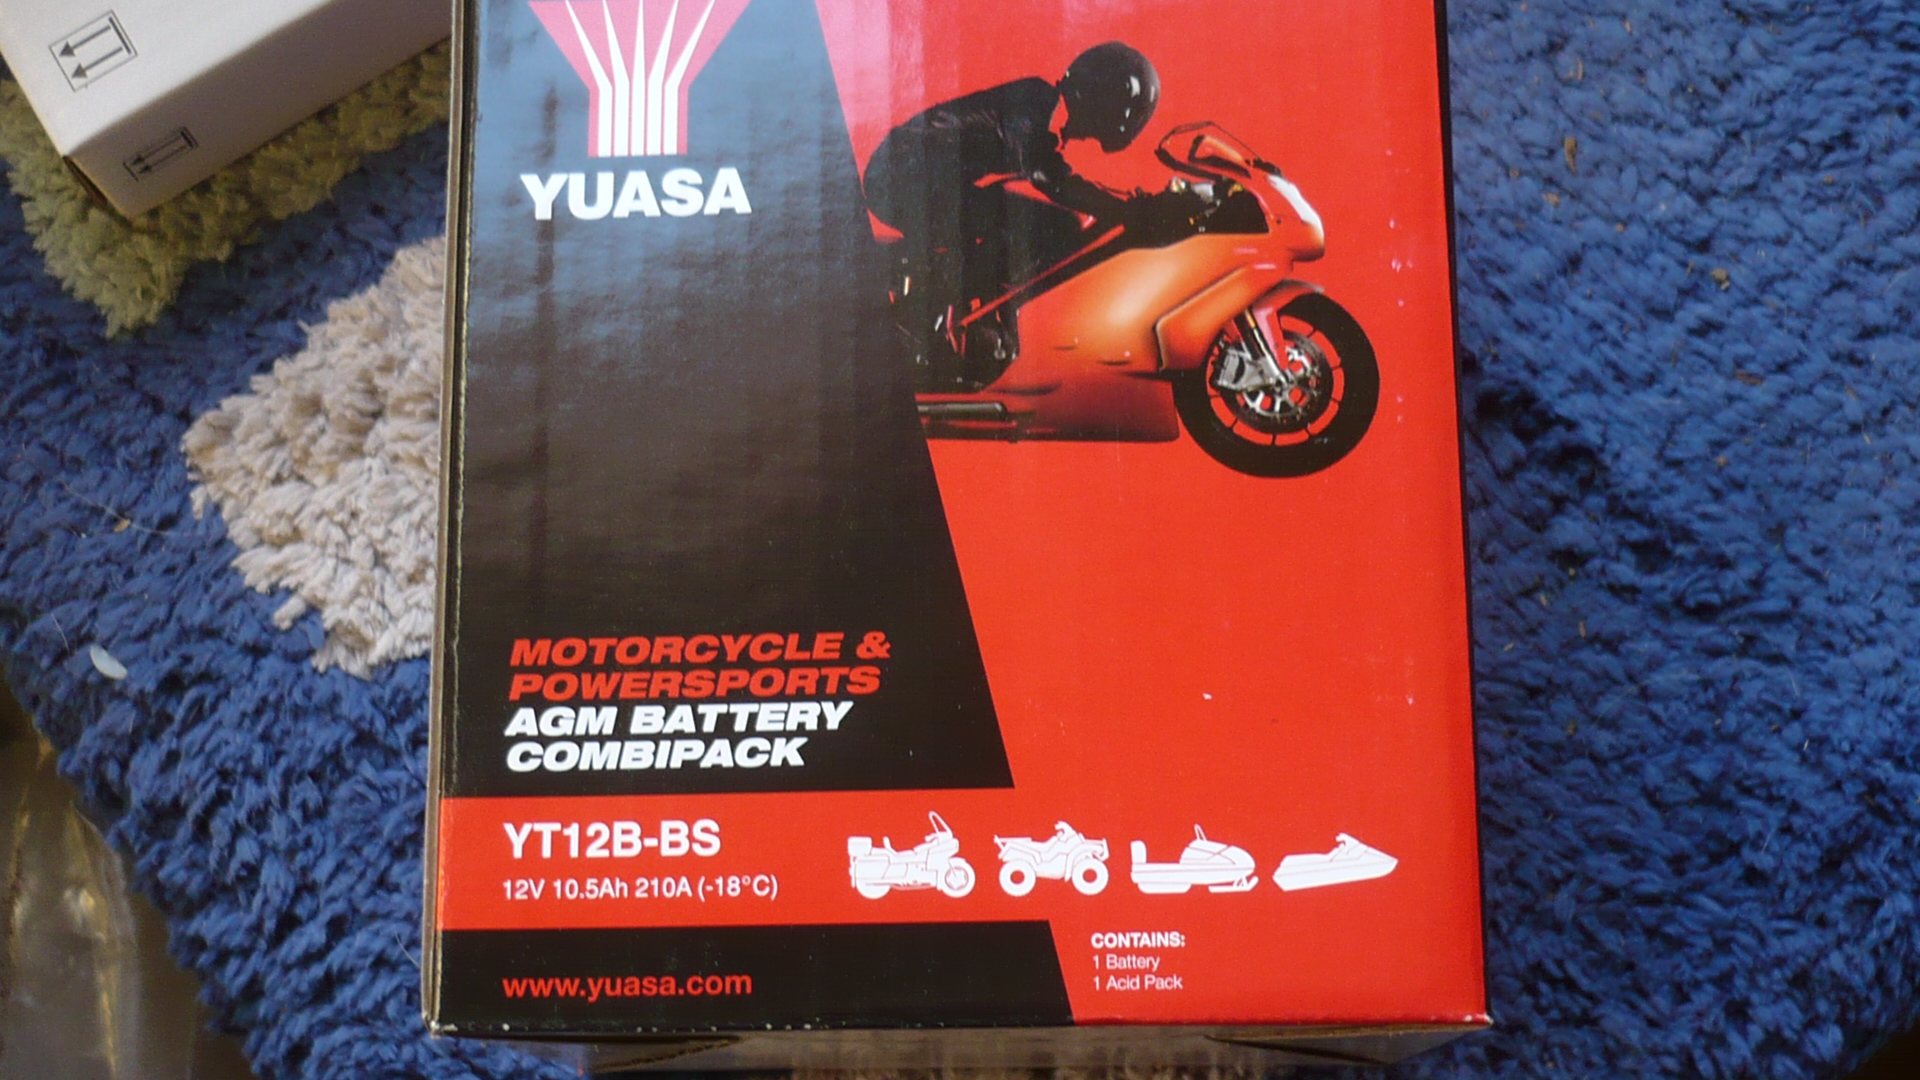 YUASA
MOTORCYCLE &
POWERSPORTS
AGM BATTERY
COMBIPACK
YT12B-BS
12V 10.5Ah 210A (-18°C)
www.yuasa.com
CONTAINS:
1 Battery
1 Acid Pack